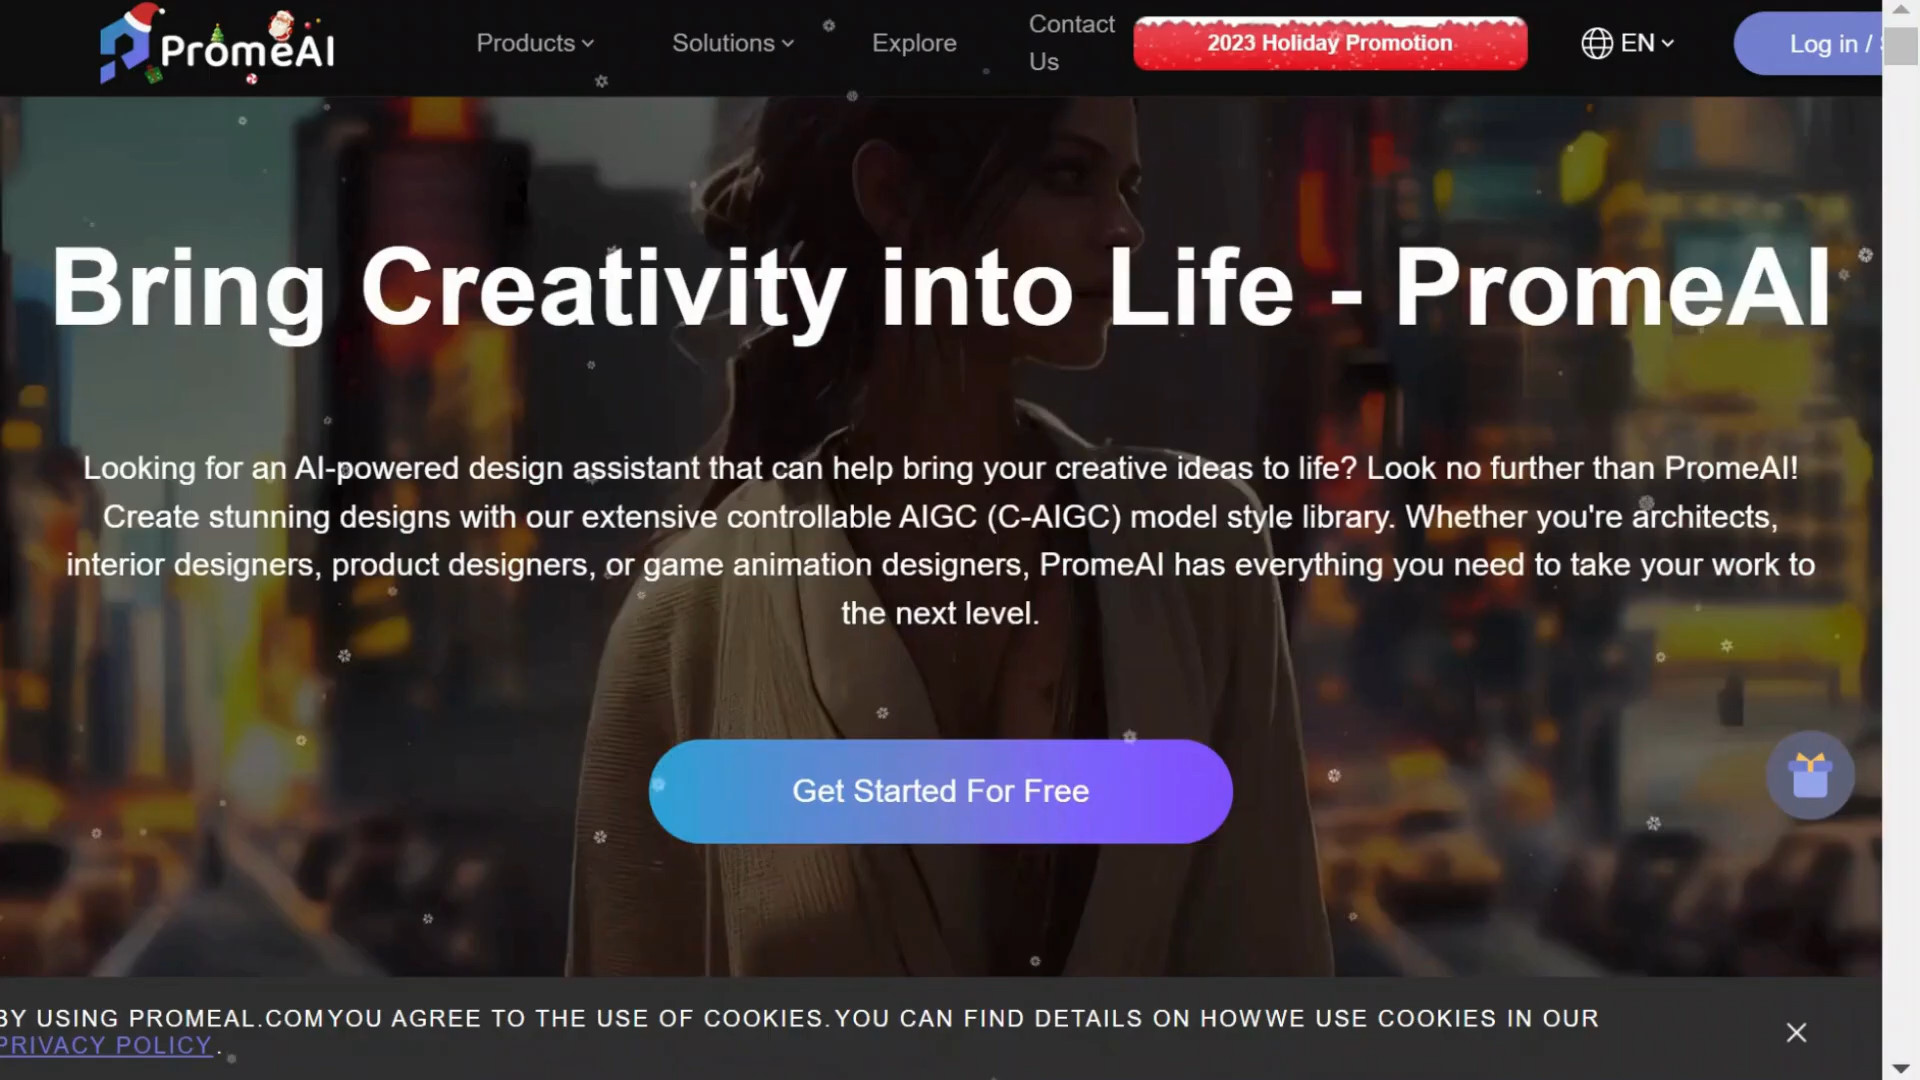 PromeAI
Products
Solutions
Explore
Contact
Us
2023 Holiday Promotion
EN
Log in /
Bring Creativity into Life - PromeAI
Looking for an AI-powered design assistant that can help bring your creative ideas to life? Look no further than PromeAI!
Create stunning designs with our extensive controllable AIGC (C-AIGC) model style library. Whether you're architects,
interior designers, product designers, or game animation designers, PromeAI has everything you need to take your work to
the next level.
Get Started For Free
BY USING PROMEAL.COMYOU AGREE TO THE USE OF COOKIES.YOU CAN FIND DETAILS ON HOWWE USE COOKIES IN OUR
PRIVACY POLICY.